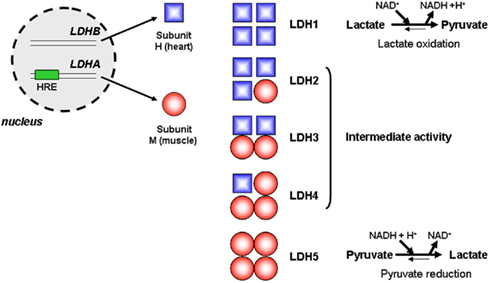 LDHB
LDHA
HRE
nucleus
Subunit
H (heart)
Subunit
M (muscle)
LDH1
LDH2
LDH3
LDH4
LDH5
NAD⁺ NADH +H⁺
Lactate Pyruvate
Lactate oxidation
Intermediate activity
NADH + H⁺ NAD⁺
Pyruvate Lactate
Pyruvate reduction